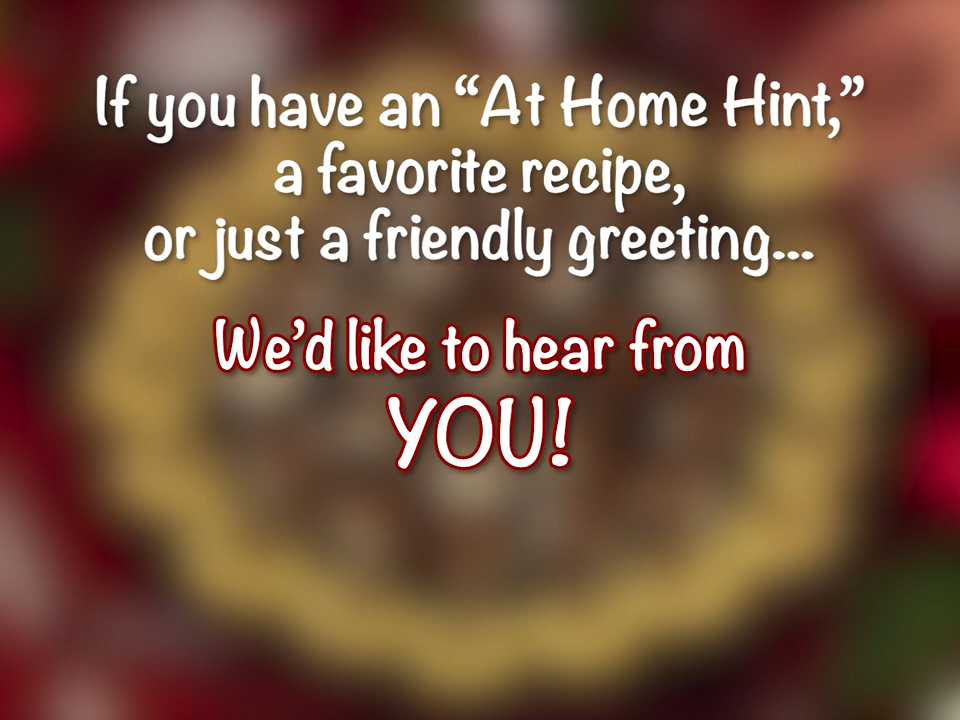 If you have an “At Home Hint,”
a favorite recipe,
or just a friendly greeting...
We’d like to hear from
YOU!